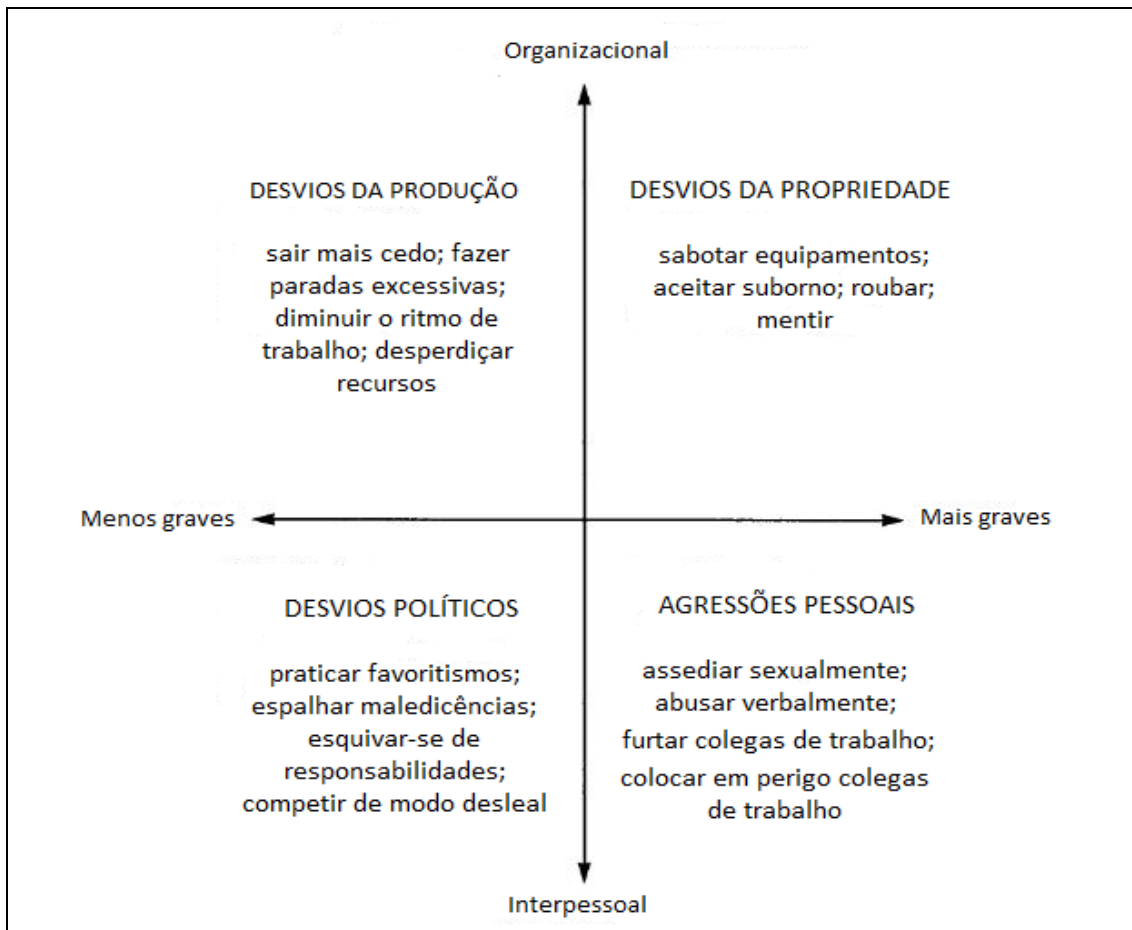 Organizacional
DESVIOS DA PRODUÇÃO
sair mais cedo; fazer
paradas excessivas;
diminuir o ritmo de
trabalho; desperdiçar
recursos
DESVIOS DA PROPRIEDADE
sabotar equipamentos;
aceitar suborno; roubar;
mentir
Menos graves
Mais graves
DESVIOS POLÍTICOS
praticar favoritismos;
espalhar maledicências;
esquivar-se de
responsabilidades;
competir de modo desleal
AGRESSÕES PESSOAIS
assediar sexualmente;
abusar verbalmente;
furtar colegas de trabalho;
colocar em perigo colegas
de trabalho
Interpessoal